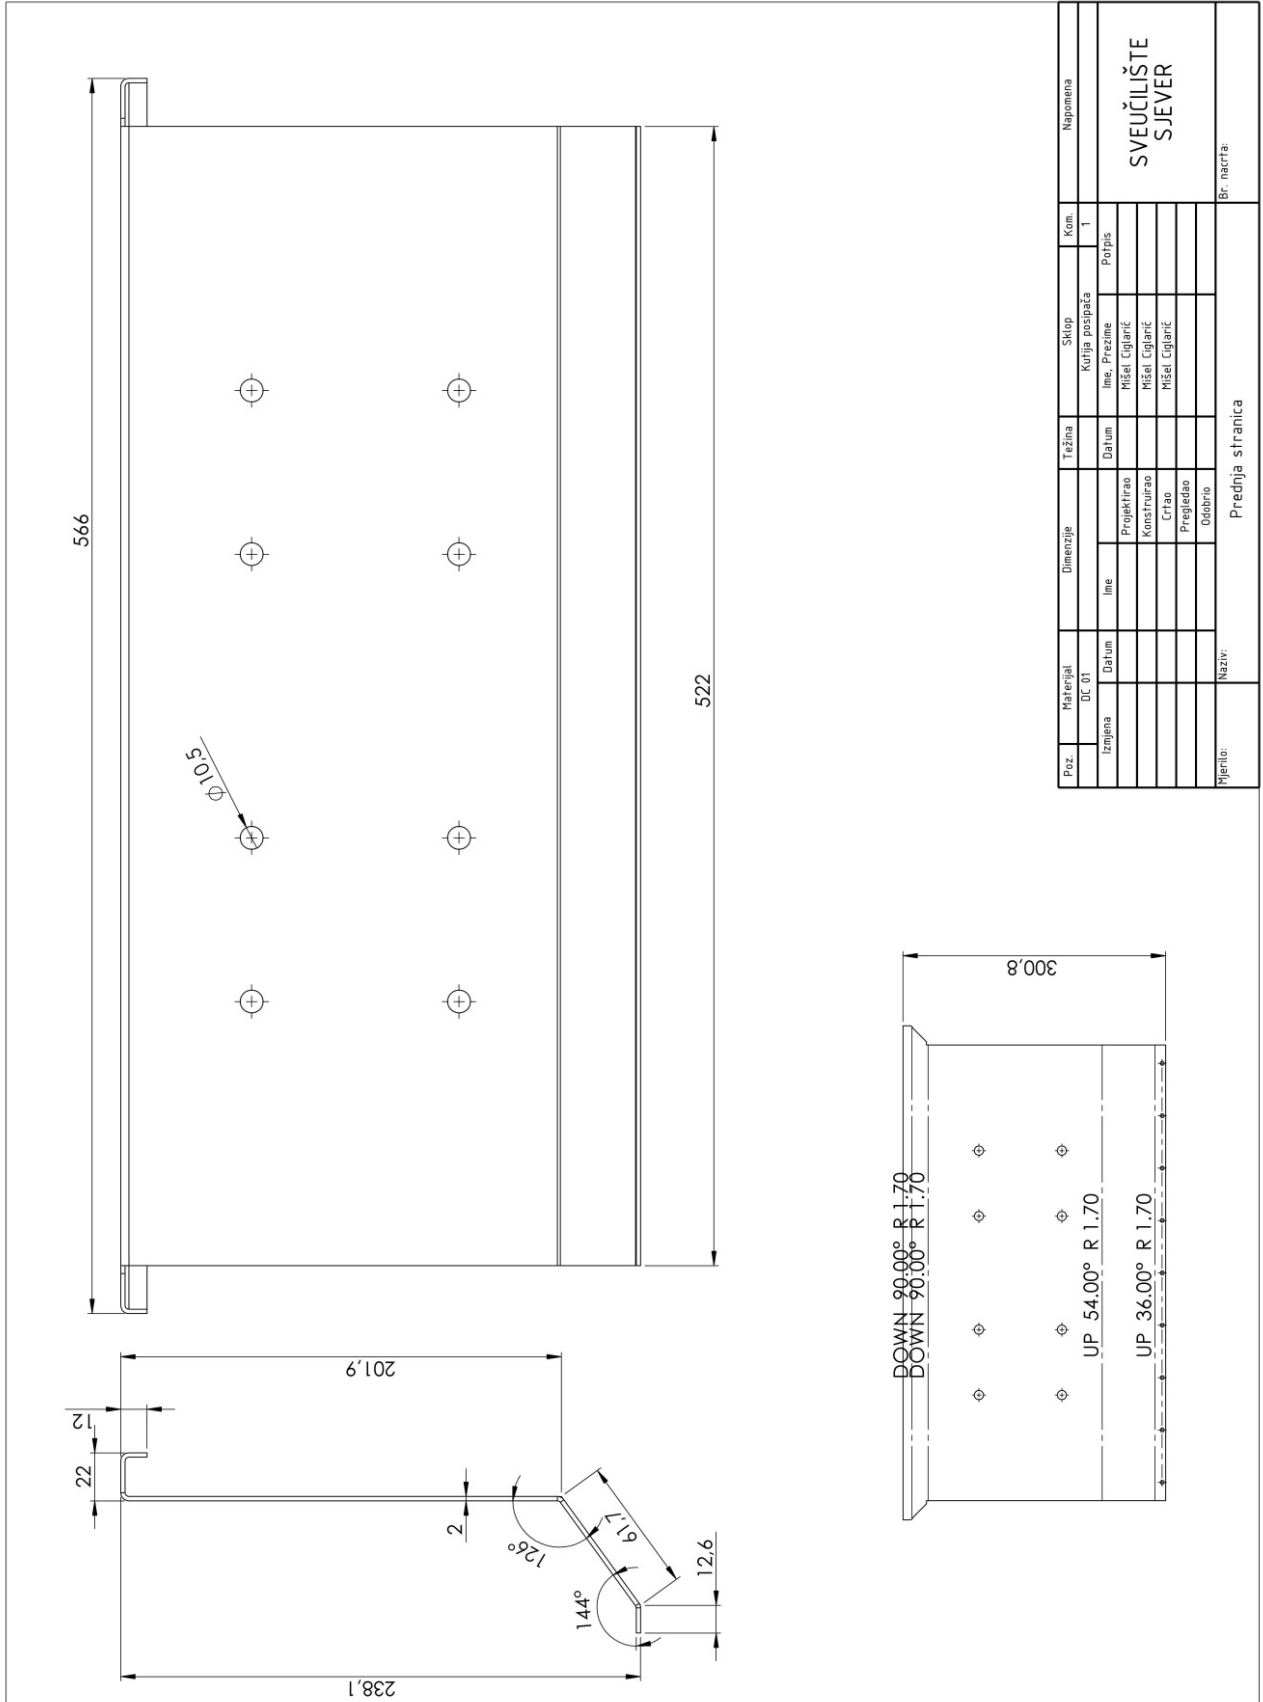 566
Ø 10,5
522
201,9
12
22
2
126°
61,7
12,6
144°
238,1
300,8
DOWN 90.00° R 1.70
DOWN 90.00° R 1.70
UP 54.00° R 1.70
UP 36.00° R 1.70
Poz. Materijal Dimenzije Težina Sklop Kom. Napomena
DC 01 Kutija posipača 1
Izmjena Datum Ime Datum Ime, Prezime Potpis
Projektirao Mišel Ciglarić
Konstruirao Mišel Ciglarić
Crtao Mišel Ciglarić
Pregledao
Odobrio
SVEUČILIŠTE
SJEVER
Mjerilo: Naziv: Br. nacrta:
Prednja stranica